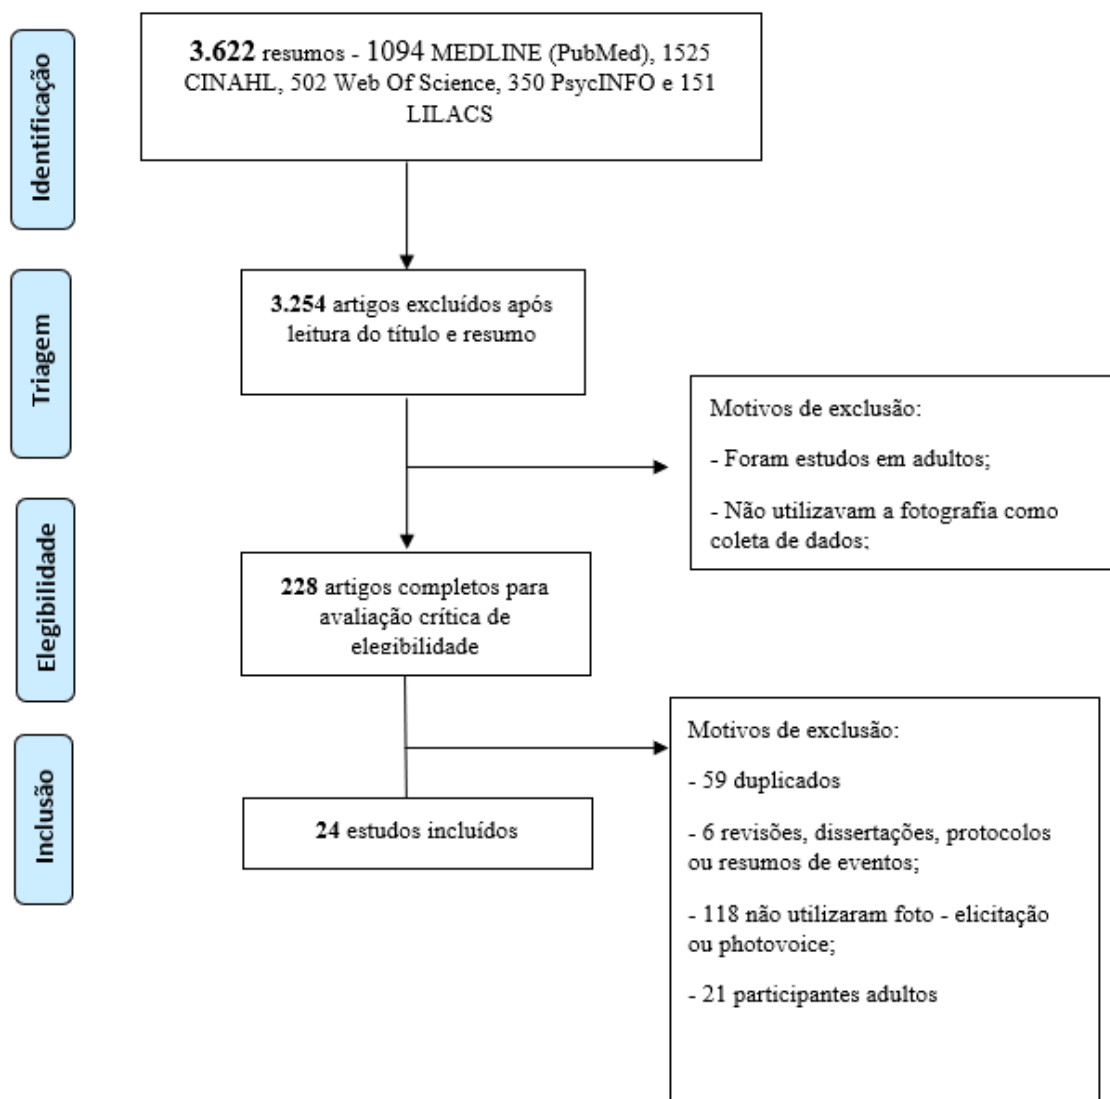 Identificação
3.622 resumos - 1094 MEDLINE (PubMed), 1525
CINAHL, 502 Web Of Science, 350 PsycINFO e 151
LILACS
Triagem
3.254 artigos excluídos após
leitura do título e resumo
Motivos de exclusão:
- Foram estudos em adultos;
- Não utilizavam a fotografia como
coleta de dados;
Elegibilidade
228 artigos completos para
avaliação crítica de
elegibilidade
Inclusão
24 estudos incluídos
Motivos de exclusão:
- 59 duplicados
- 6 revisões, dissertações, protocolos
ou resumos de eventos;
- 118 não utilizaram foto - elicitação
ou photovoice;
- 21 participantes adultos